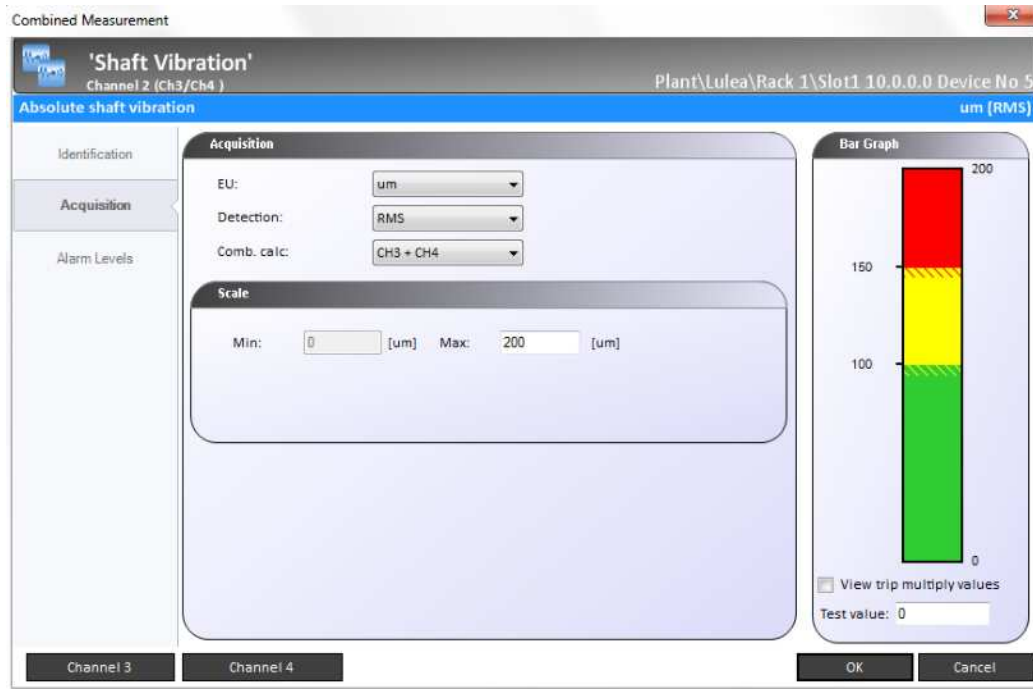 Combined Measurement
x
'Shaft Vibration'
Channel 2 (Ch3/Ch4 )
Plant\Lulea\Rack 1\Slot1 10.0.0.0 Device No 5
Absolute shaft vibration
um (RMS)
Identification
Acquisition
Alarm Levels
Acquisition
EU:
um
Detection:
RMS
Comb. calc:
CH3 + CH4
Scale
Min:
0
[um]
Max:
200
[um]
Bar Graph
200
150
100
0
View trip multiply values
Test value: 0
Channel 3
Channel 4
OK
Cancel